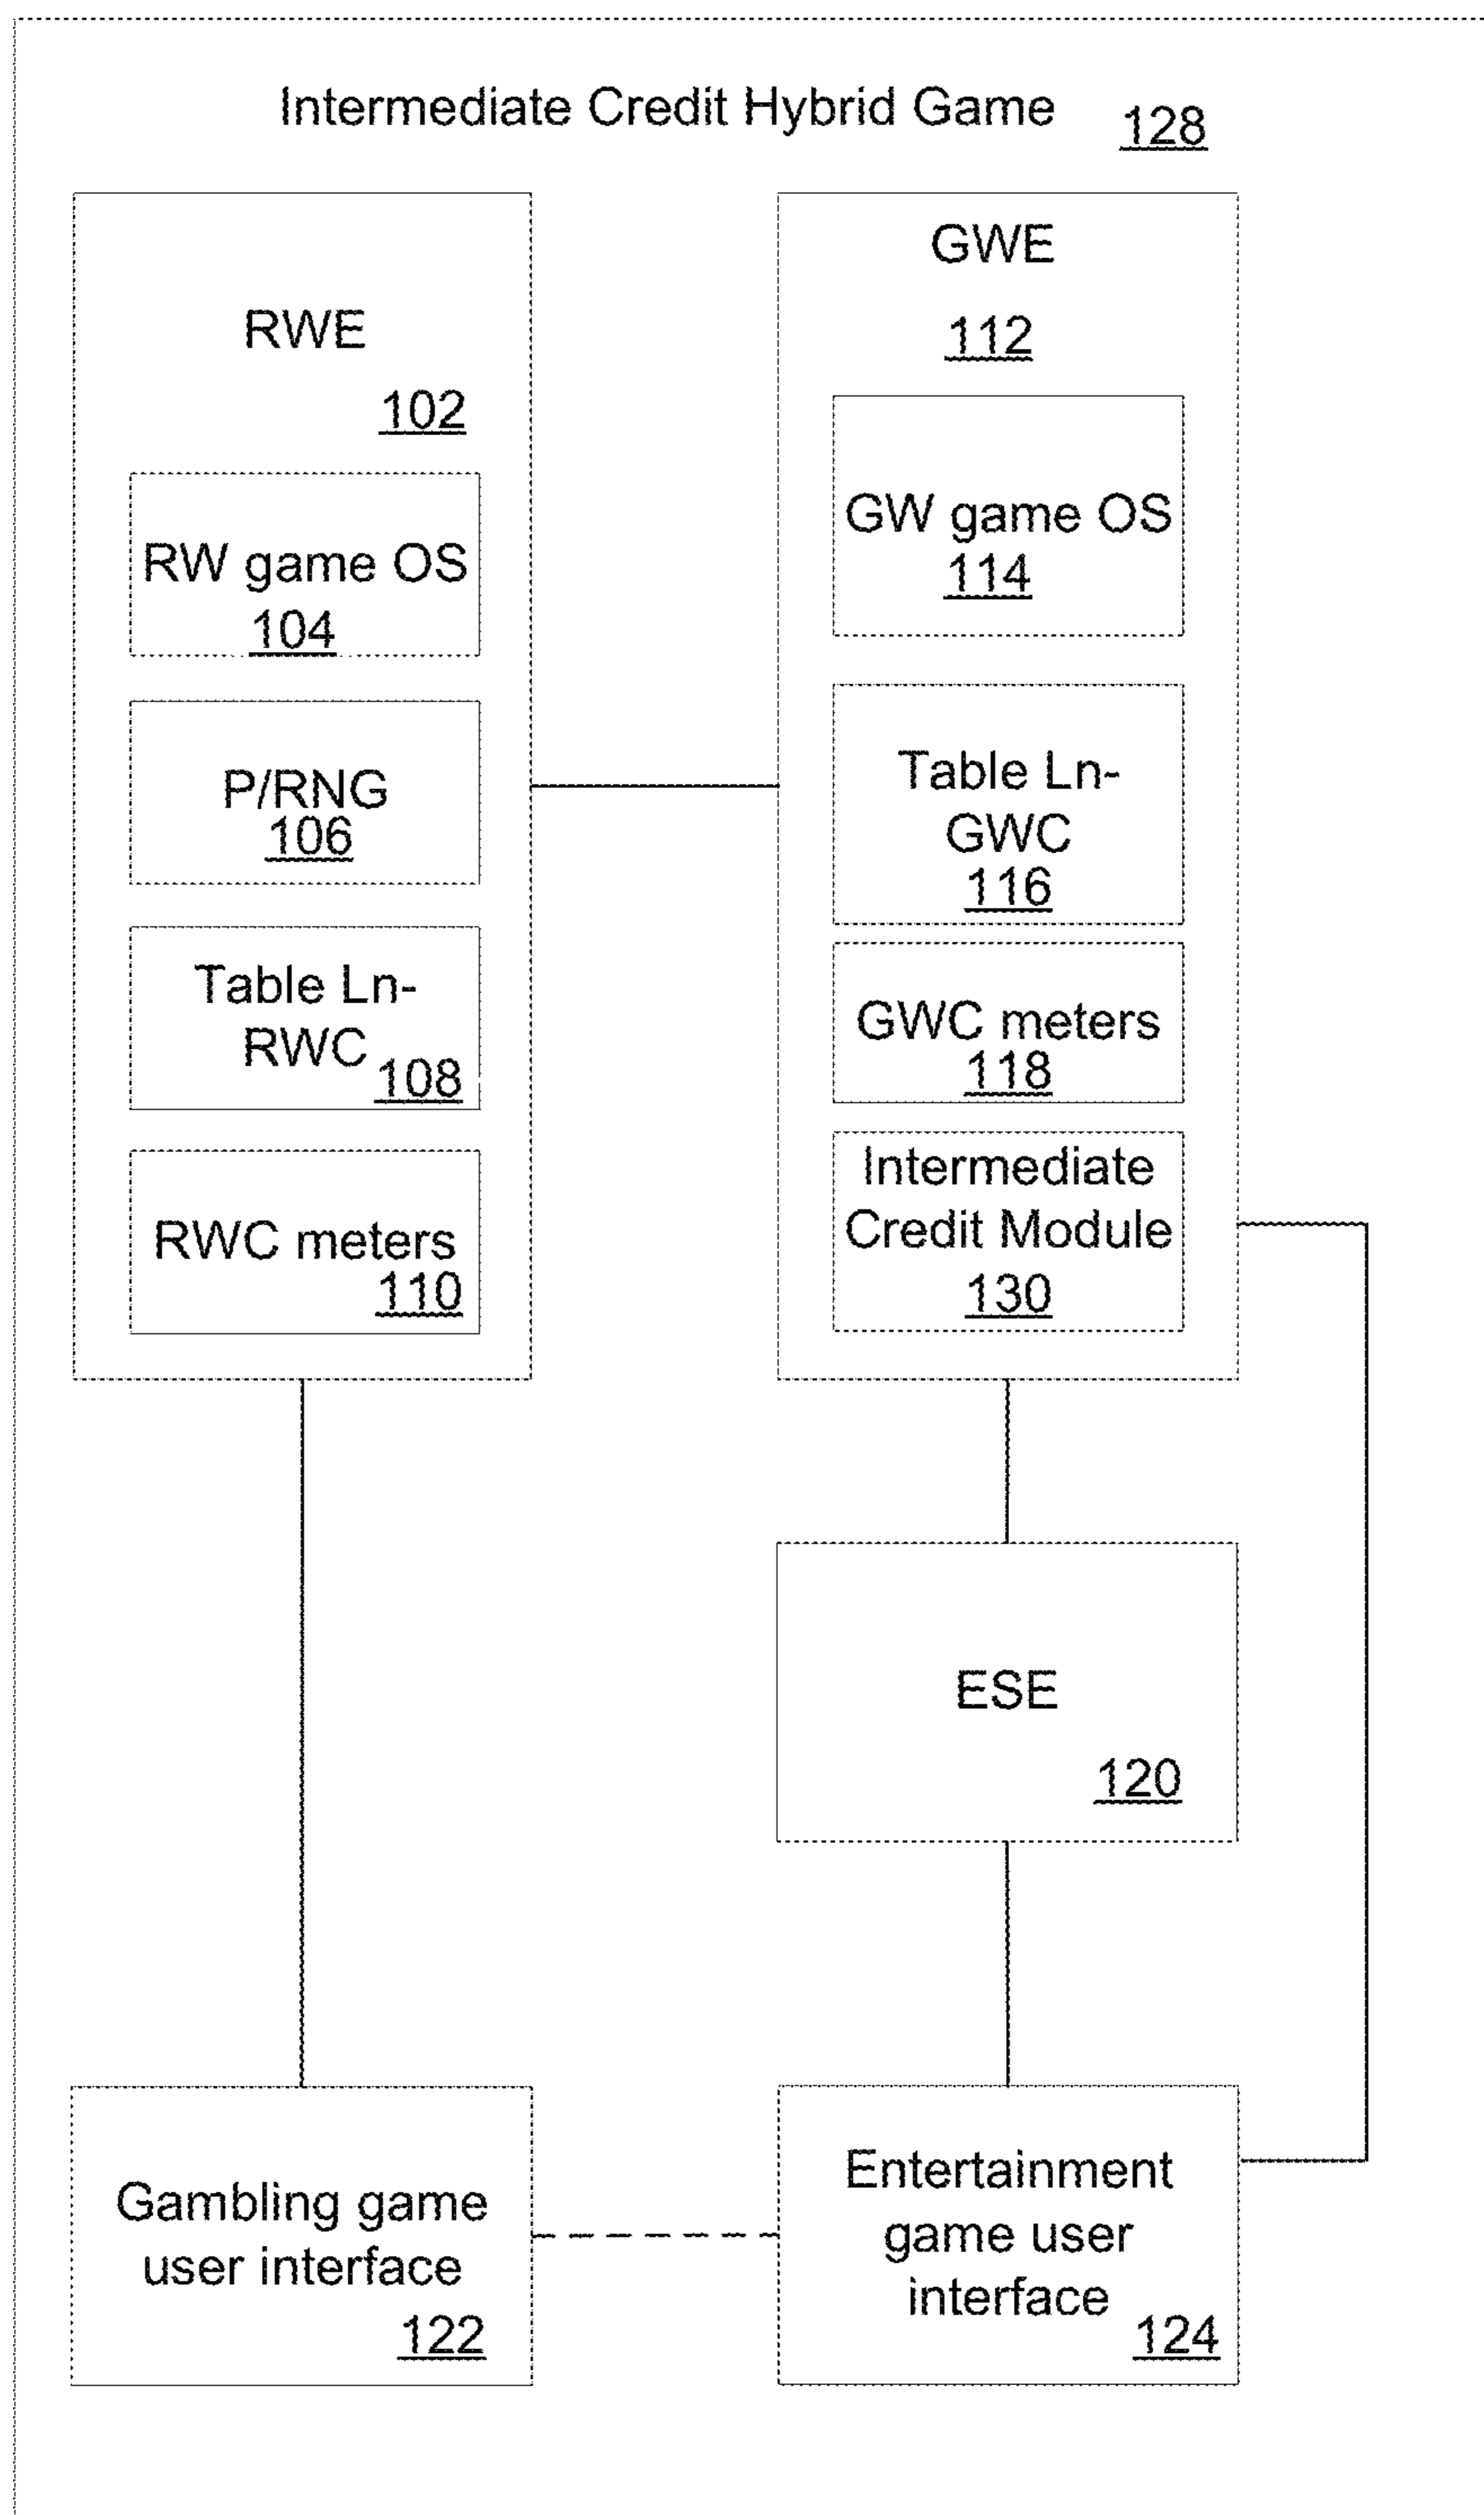 Intermediate Credit Hybrid Game 128
RWE
102
RW game OS
104
P/RNG
106
Table Ln-
RWC 108
RWC meters
110
GWE
112
GW game OS
114
Table Ln-
GWC
116
GWC meters
118
Intermediate
Credit Module
130
ESE
120
Gambling game
user interface
122
Entertainment
game user
interface
124